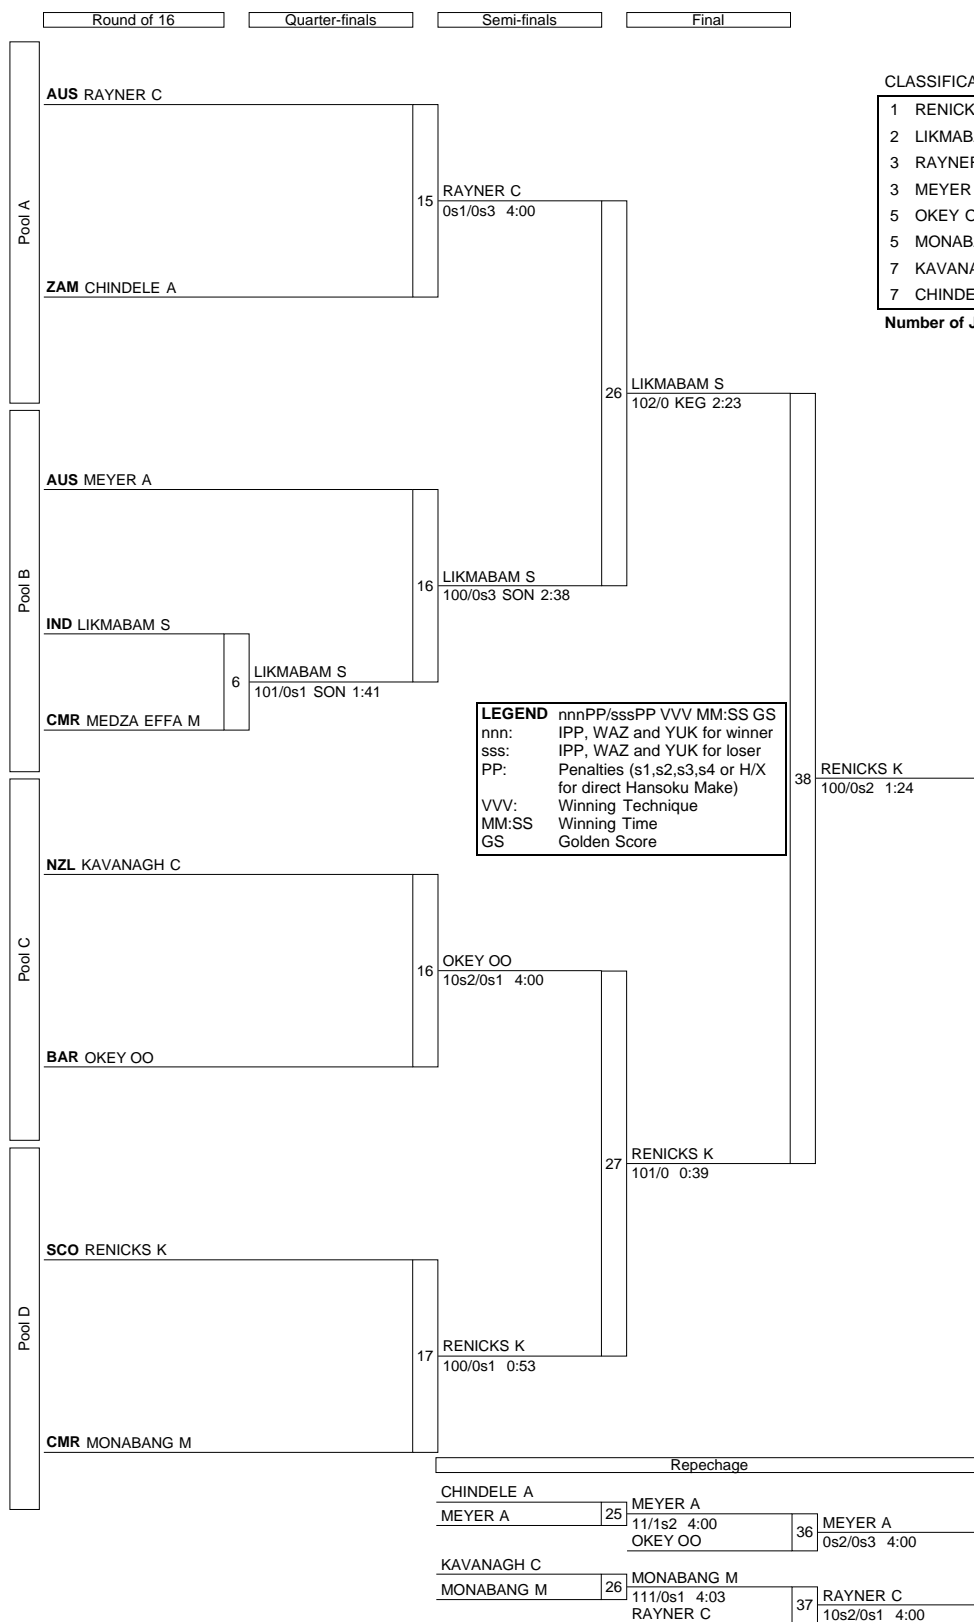 Round of 16
Quarter-finals
Semi-finals
Final
Pool A
AUS RAYNER C
ZAM CHINDELE A
15
RAYNER C
0s1/0s3 4:00
CLASSIFICA
1 RENICK
2 LIKMAB
3 RAYNER
3 MEYER
5 OKEY O
5 MONAB
7 KAVANA
7 CHINDE
Number of J
26
LIKMABAM S
102/0 KEG 2:23
Pool B
AUS MEYER A
16
LIKMABAM S
100/0s3 SON 2:38
IND LIKMABAM S
6
LIKMABAM S
101/0s1 SON 1:41
CMR MEDZA EFFA M
LEGEND nnnPP/sssPP VVV MM:SS GS
nnn: IPP, WAZ and YUK for winner
sss: IPP, WAZ and YUK for loser
PP: Penalties (s1,s2,s3,s4 or H/X
for direct Hansoku Make)
VVV: Winning Technique
MM:SS Winning Time
GS Golden Score
38
RENICKS K
100/0s2 1:24
Pool C
NZL KAVANAGH C
16
OKEY OO
10s2/0s1 4:00
BAR OKEY OO
27
RENICKS K
101/0 0:39
Pool D
SCO RENICKS K
17
RENICKS K
100/0s1 0:53
CMR MONABANG M
Repechage
CHINDELE A
MEYER A
25
MEYER A
11/1s2 4:00
OKEY OO
36
MEYER A
0s2/0s3 4:00
KAVANAGH C
MONABANG M
26
MONABANG M
111/0s1 4:03
RAYNER C
37
RAYNER C
10s2/0s1 4:00